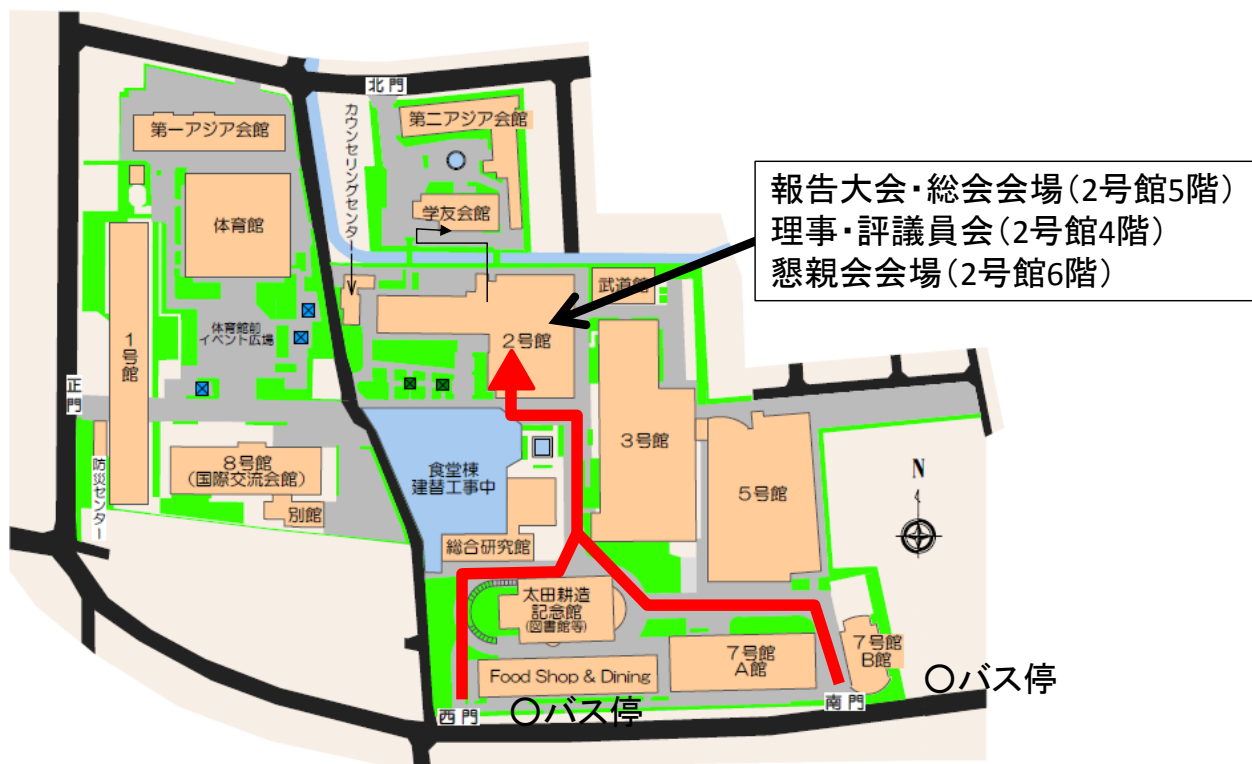 北門
カウンセリングセンター
第一アジア会館
第二アジア会館
体育館
学友会館
報告大会・総会会場(2号館5階)
理事・評議員会(2号館4階)
懇親会会場(2号館6階)
武道館
体育館前
イベント広場
1号館
2号館
正門
3号館
8号館
(国際交流会館)
防災センター
別館
食堂棟
建替工事中
5号館
N
総合研究館
太田耕造
記念館
(図書館等)
7号館
A館
7号館
B館
Food Shop & Dining
〇バス停
西門
〇バス停
南門